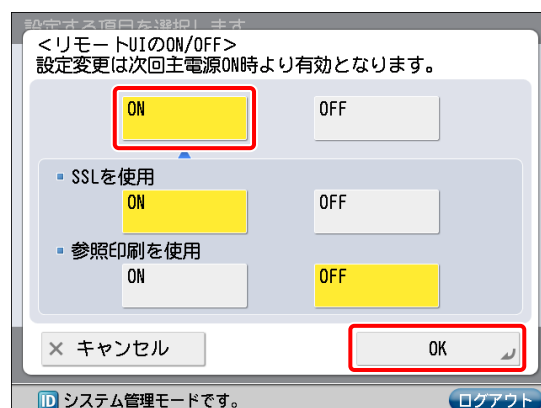 設定する項目を選択します
<リモートUIのON/OFF>
設定変更は次回主電源ON時より有効となります。
ON OFF
SSLを使用
ON OFF
参照印刷を使用
ON OFF
× キャンセル OK
ID システム管理モードです。 ログアウト